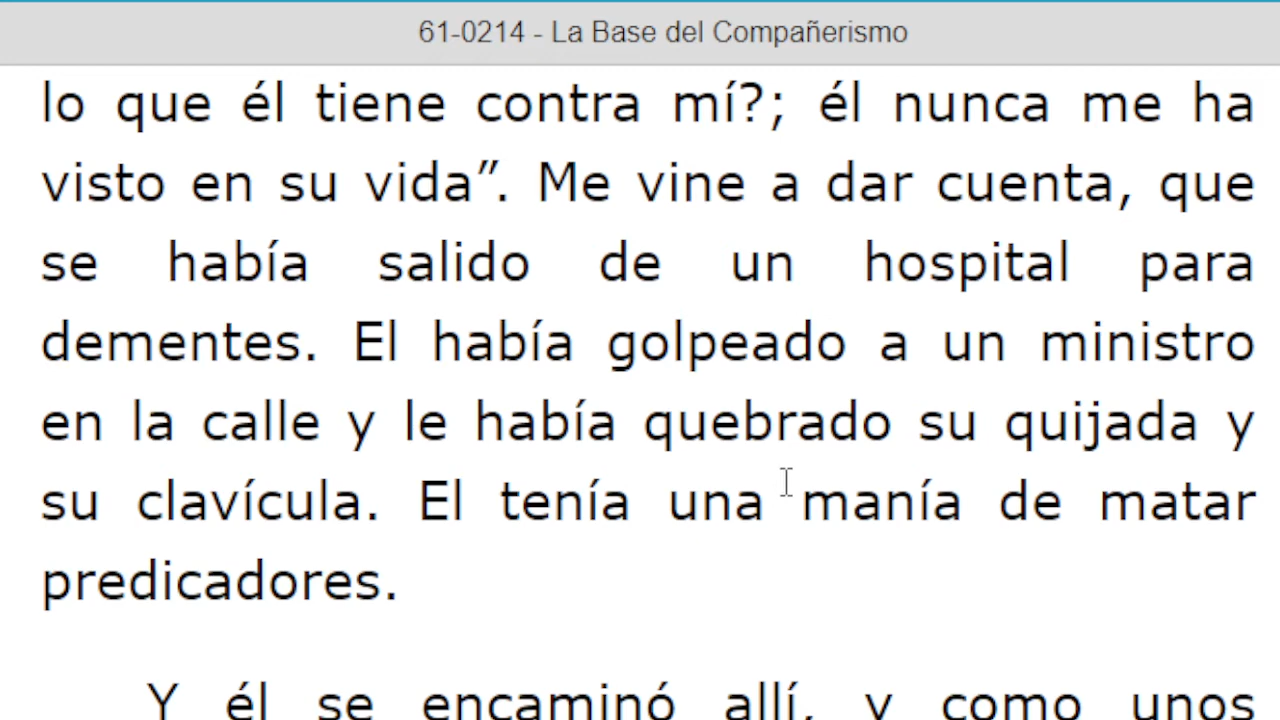 61-0214 - La Base del Compañerismo
lo que él tiene contra mí?; él nunca me ha
visto en su vida”. Me vine a dar cuenta, que
se había salido de un hospital para
dementes. El había golpeado a un ministro
en la calle y le había quebrado su quijada y
su clavícula. El tenía una manía de matar
predicadores.
Y él se encaminó allí, y como unos